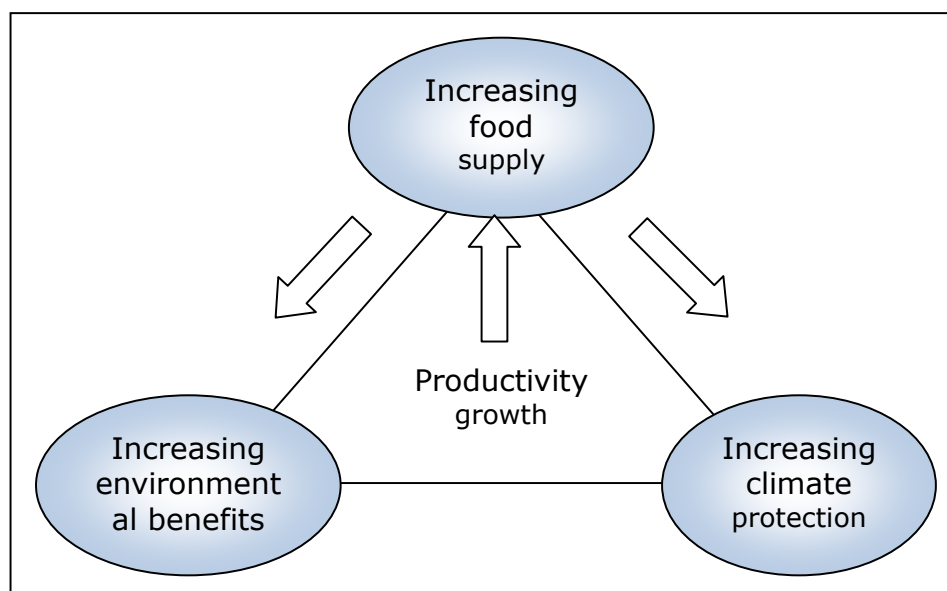 Increasing
food
supply
Productivity
growth
Increasing
environment
al benefits
Increasing
climate
protection